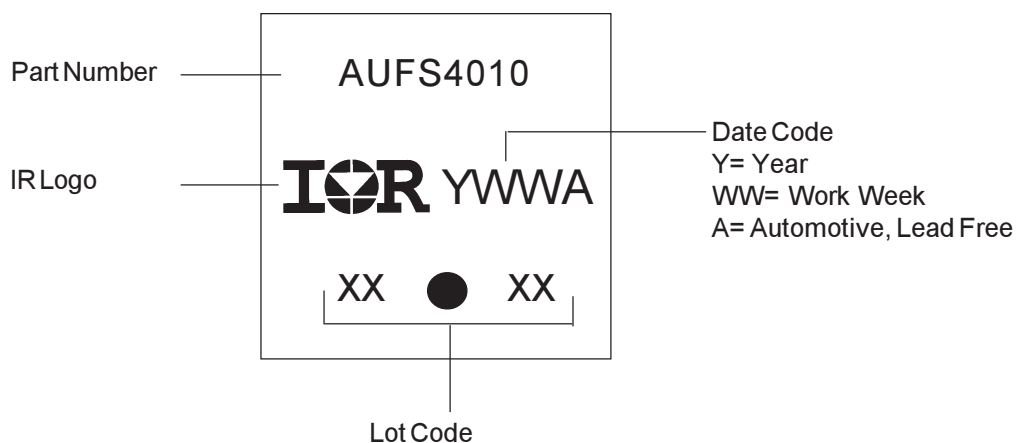 Part Number
AUFS4010
IR Logo
IOR YWWA
Date Code
Y= Year
WW= Work Week
A= Automotive, Lead Free
XX XX
Lot Code